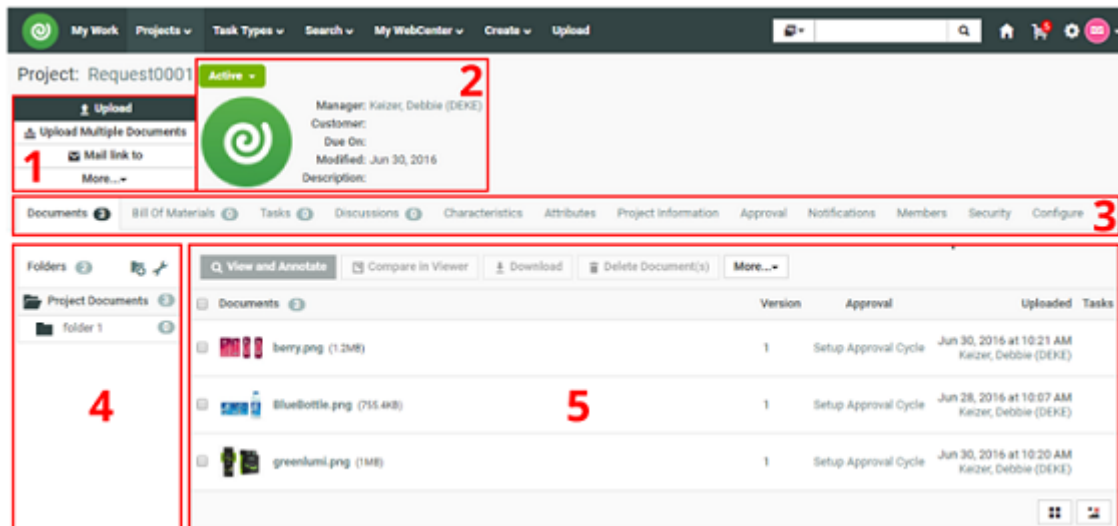 My Work Projects Task Types Search My WebCenter Create Upload
Project: Request0001 Active
2
Upload
Upload Multiple Documents
Mail link to
More...
1
Manager: Keizer, Debbie (DEKE)
Customer:
Due On:
Modified: Jun 30, 2016
Description:
Documents 3 Bill Of Materials 0 Tasks 0 Discussions 0 Characteristics Attributes Project Information Approval Notifications Members Security Configure
3
Folders 2
Project Documents 3
folder 1 0
4
View and Annotate Compare in Viewer Download Delete Document(s) More...
Documents 3 Version Approval Uploaded Tasks
berry.png (1.2MB) 1 Setup Approval Cycle Jun 30, 2016 at 10:21 AM
Keizer, Debbie (DEKE)
BlueBottle.png (755.4KB) 1 Setup Approval Cycle Jun 28, 2016 at 10:07 AM
Keizer, Debbie (DEKE)
greenlumi.png (1MB) 1 Setup Approval Cycle Jun 30, 2016 at 10:20 AM
Keizer, Debbie (DEKE)
5